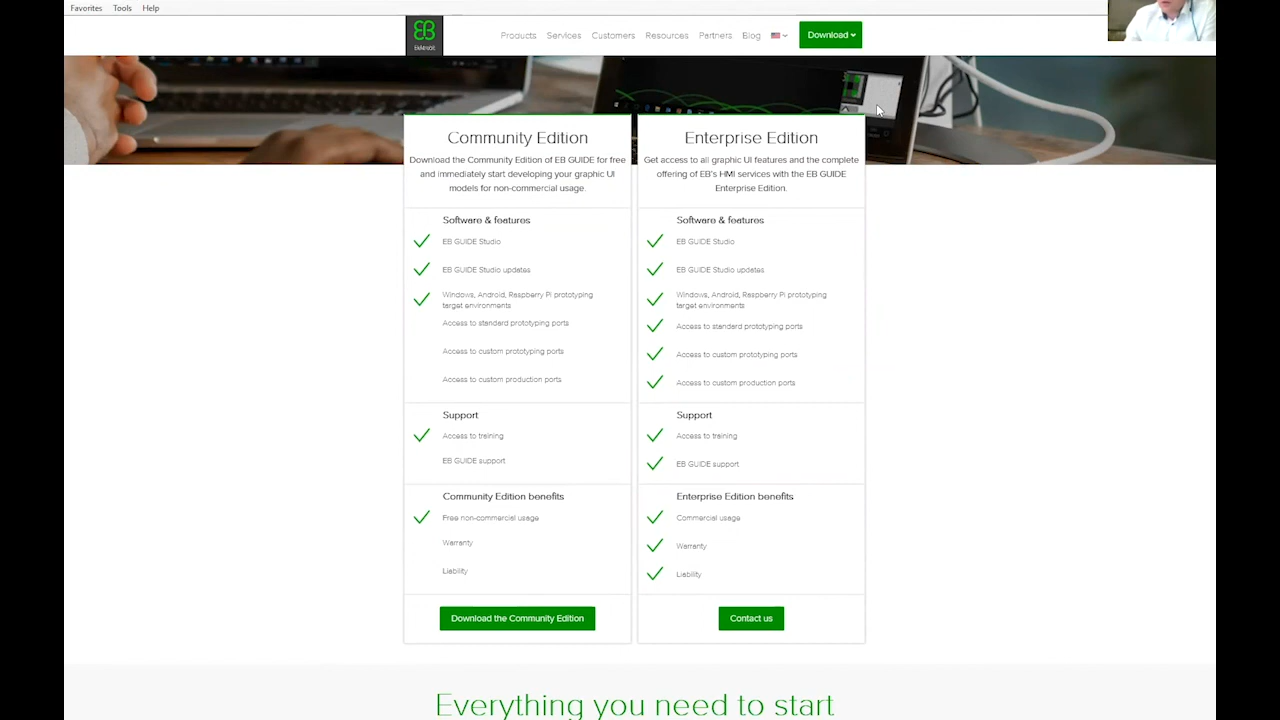 Favorites Tools Help
EB
Products Services Customers Resources Partners Blog Download
Community Edition
Download the Community Edition of EB GUIDE for free
and immediately start developing your graphic UI
models for non-commercial usage.
Software & features
EB GUIDE Studio
EB GUIDE Studio updates
Windows, Android, Raspberry Pi prototyping
target environments
Access to standard prototyping ports
Access to custom prototyping ports
Access to custom production ports
Support
Access to training
EB GUIDE support
Community Edition benefits
Free non-commercial usage
Warranty
Liability
Download the Community Edition
Enterprise Edition
Get access to all graphic UI features and the complete
offering of EB's HMI services with the EB GUIDE
Enterprise Edition.
Software & features
EB GUIDE Studio
EB GUIDE Studio updates
Windows, Android, Raspberry Pi prototyping
target environments
Access to standard prototyping ports
Access to custom prototyping ports
Access to custom production ports
Support
Access to training
EB GUIDE support
Enterprise Edition benefits
Commercial usage
Warranty
Liability
Contact us
Everything you need to start